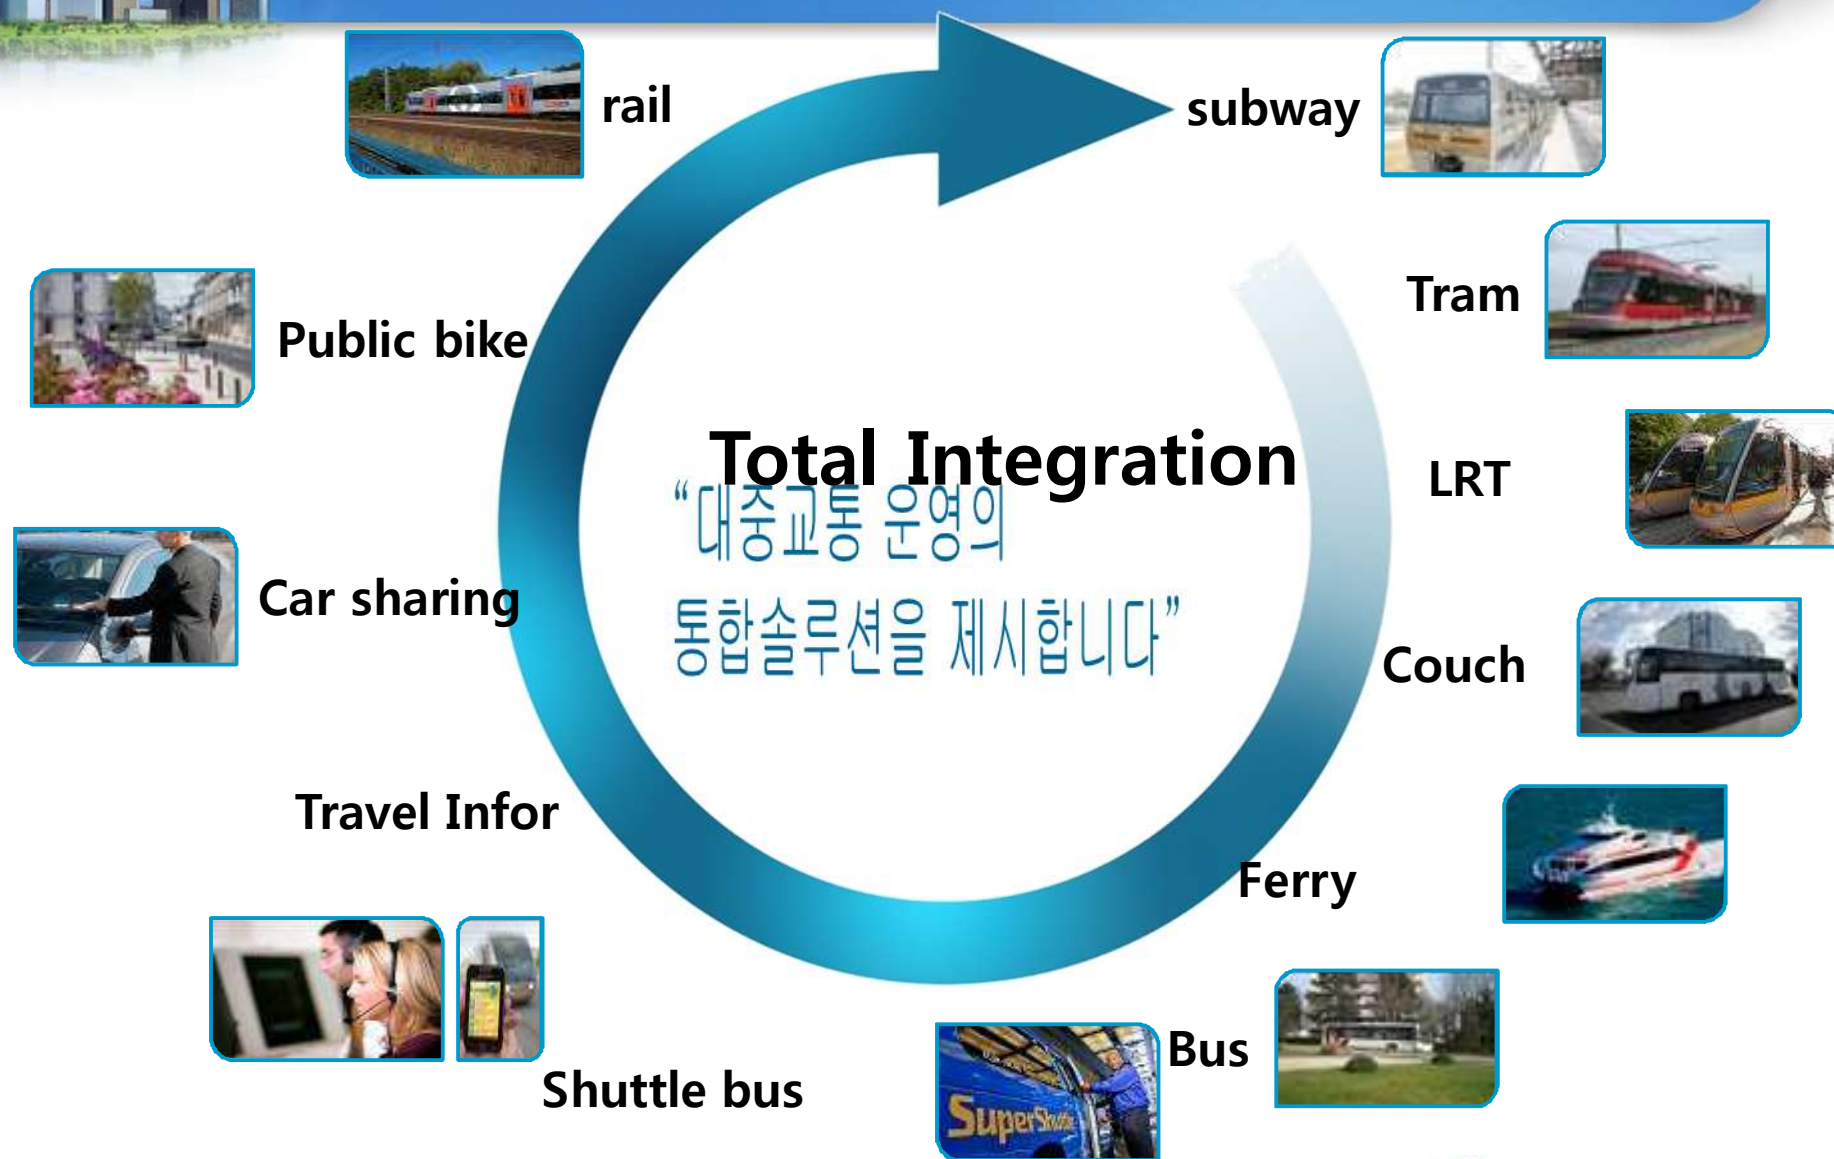 rail
subway
Tram
Public bike
Total Integration
LRT
“대중교통 운영의
통합솔루션을 제시합니다”
Car sharing
Couch
Travel Infor
Ferry
Bus
Shuttle bus
SuperShuttle